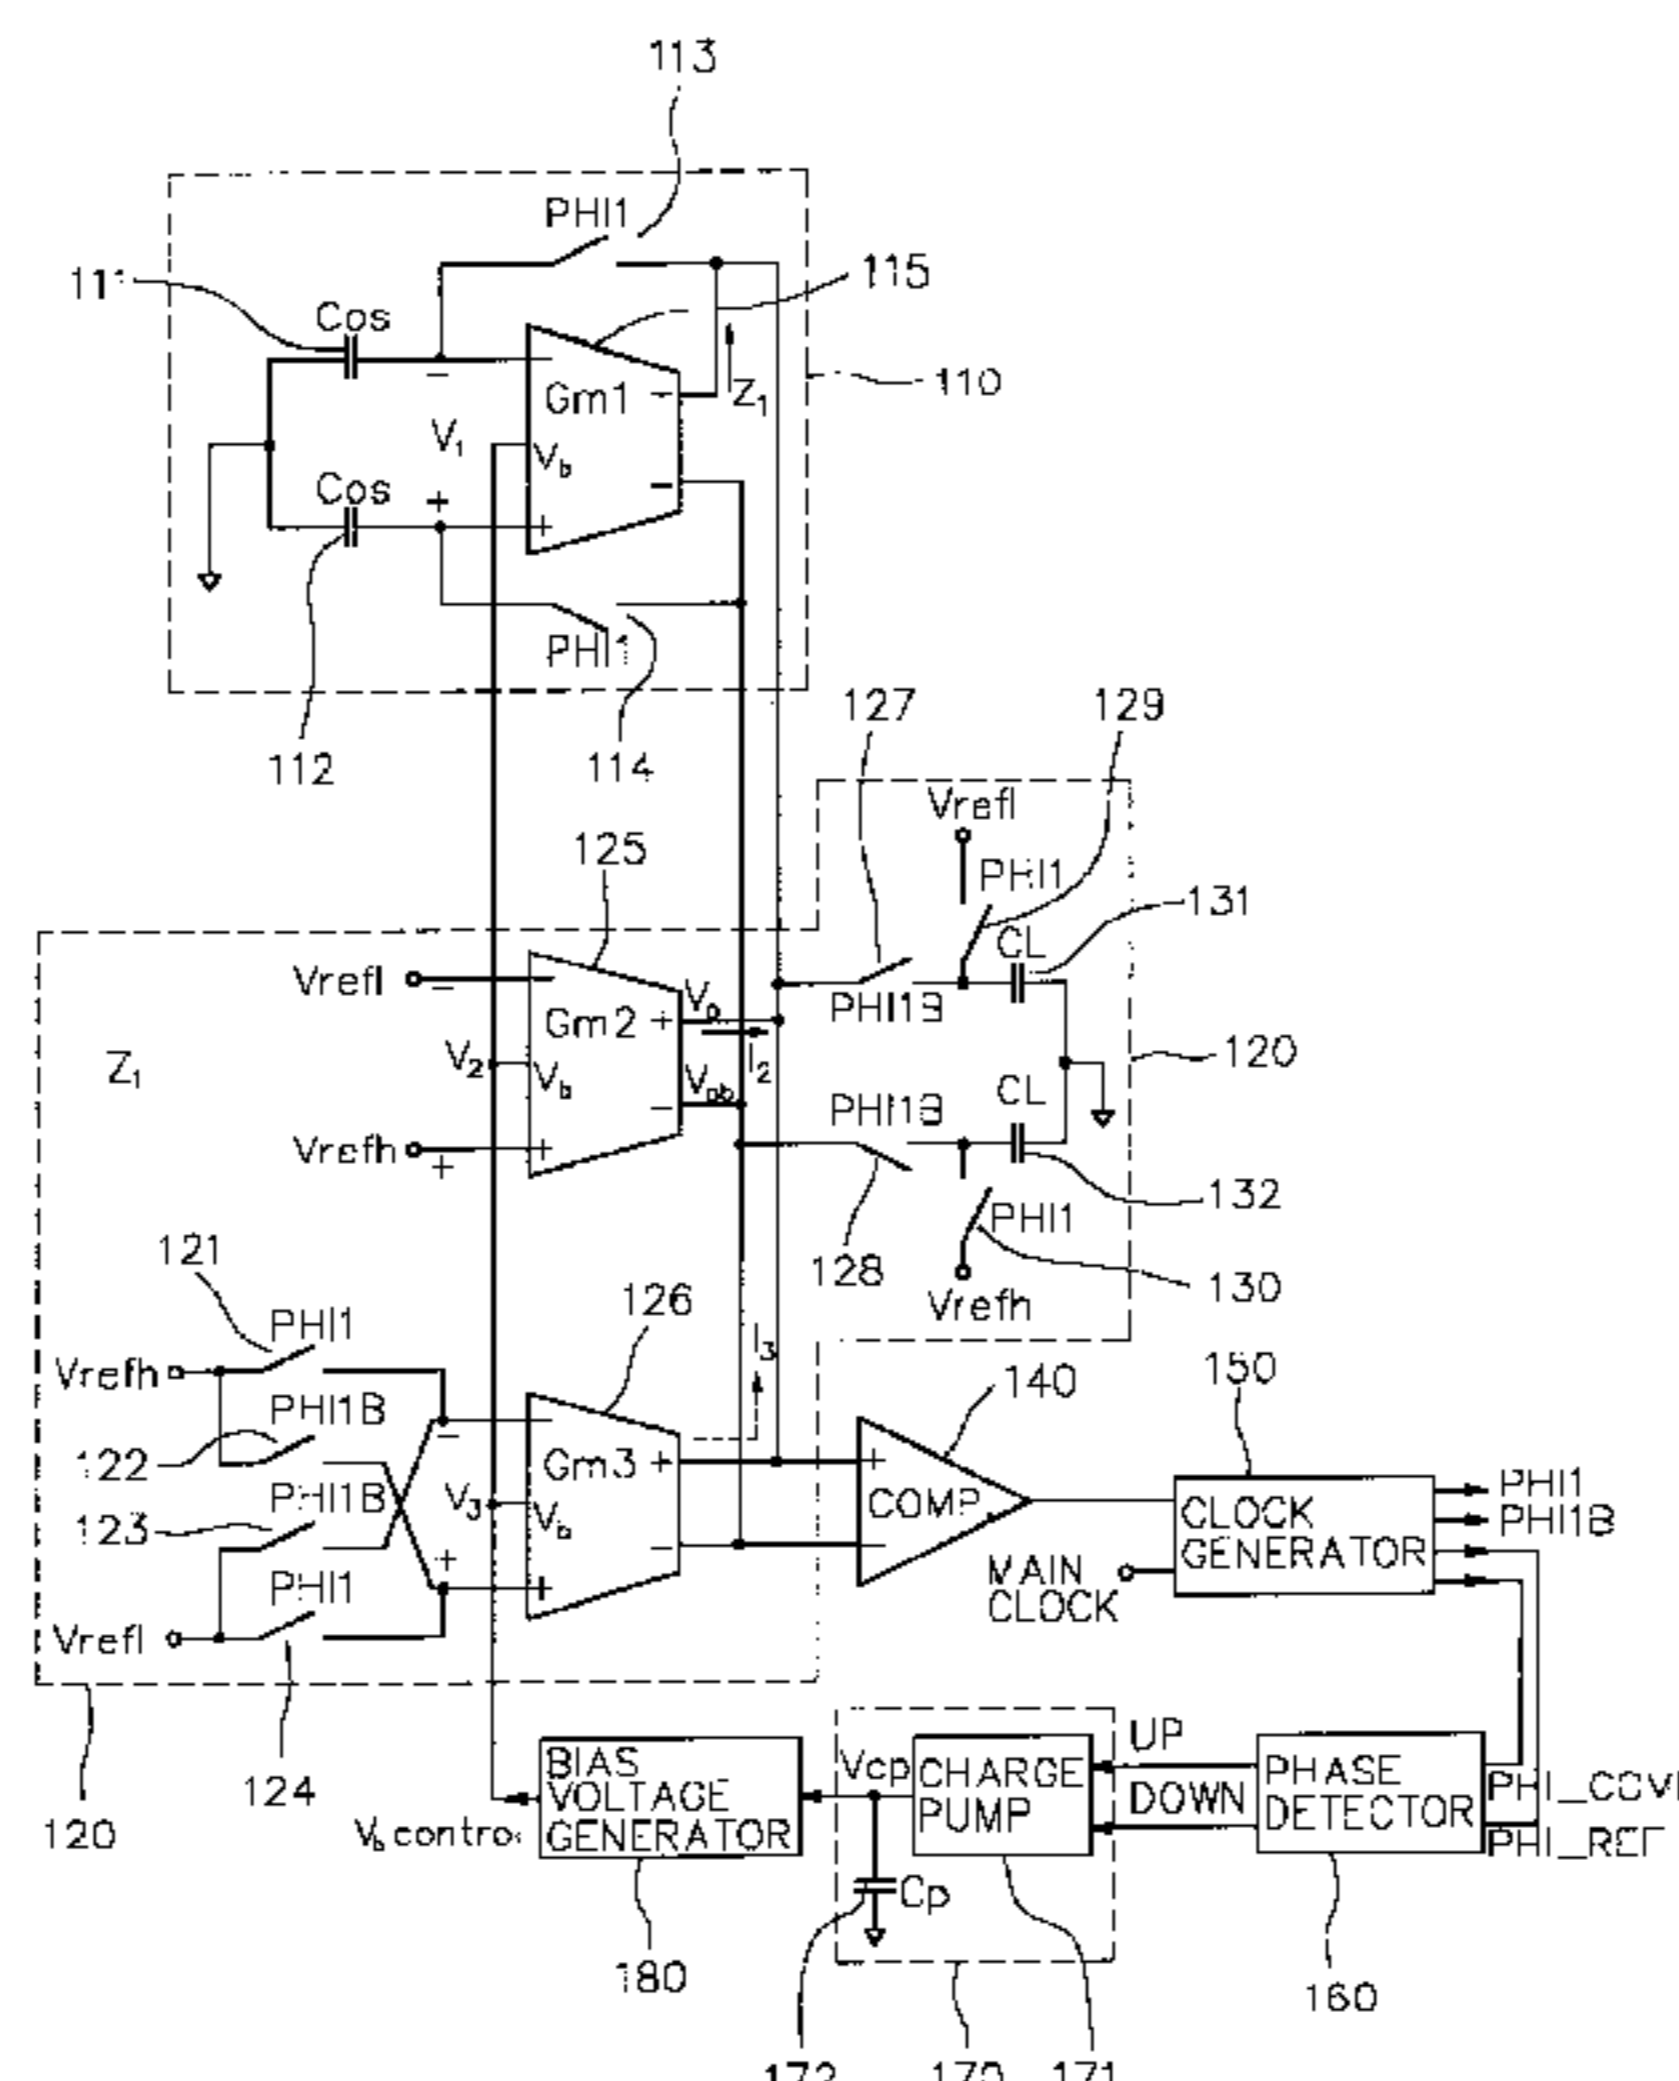 113
PHI1
111
115
Cos
Gm1
Z1
110
V1
Vb
Cos
PHI1
112
114
127
129
Vrefl
125
PHI1
131
CL
Vrefl
Vo
PHI1B
Gm2
Z1
V2
Vb
I2
120
Vob
CL
PHI1B
Vrefh
132
PHI1
121
128
130
126
Vrefh
PHI1
I3
150
Vrefh
140
PHI1B
122
Gm3
PHI1
PHI1B
V3
COMP
CLOCK
GENERATOR
PHI1B
123
Vb
MAIN
CLOCK
PHI1
Vrefl
124
120
BIAS
VOLTAGE
GENERATOR
Vcp
CHARGE
PUMP
UP
DOWN
PHASE
DETECTOR
PHI_REF
Cp
180
160
170
171